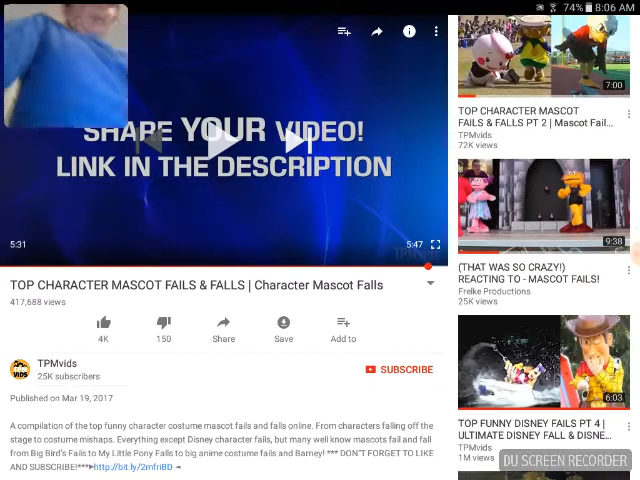 74% 8:06 AM
SHARE YOUR VIDEO!
LINK IN THE DESCRIPTION
5:31
5:47
TOP CHARACTER MASCOT FAILS & FALLS | Character Mascot Falls
417,688 views
4K
150
Share
Save
Add to
TPMvids
25K subscribers
SUBSCRIBE
Published on Mar 19, 2017
A compilation of the top funny character costume mascot fails and falls online. From characters falling off the
stage to costume mishaps. Everything except Disney character fails, but many well know mascots fail and fall
from Big Bird's Fails to My Little Pony Falls to big anime costume fails and Barney! *** DON"T FORGET TO LIKE
AND SUBSCRIBE!***►http://bit.ly/2mfrIBD ◄
7:00
TOP CHARACTER MASCOT
FAILS & FALLS PT 2 | Mascot Fail...
TPMvids
72K views
9:38
(THAT WAS SO CRAZY!)
REACTING TO - MASCOT FAILS!
Frelke Productions
25K views
6:03
TOP FUNNY DISNEY FAILS PT 4 |
ULTIMATE DISNEY FALL & DISNE...
TPMvids
1M views
DU SCREEN RECORDER